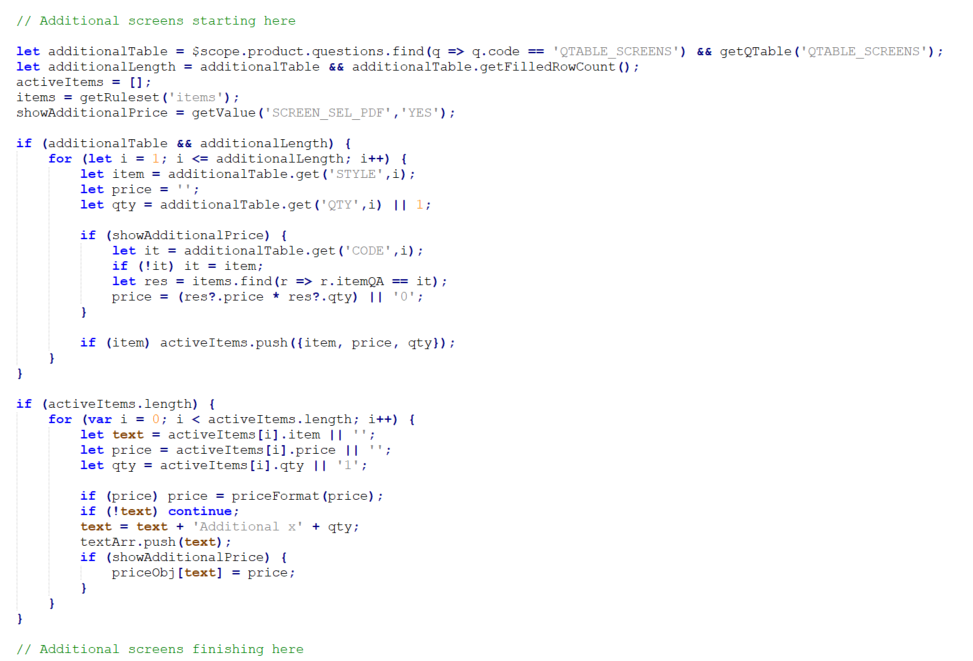 // Additional screens starting here
let additionalTable = $scope.product.questions.find(q => q.code == 'QTABLE_SCREENS') && getQTable('QTABLE_SCREENS');
let additionalLength = additionalTable && additionalTable.getFilledRowCount();
activeItems = [];
items = getRuleset('items');
showAdditionalPrice = getValue('SCREEN_SEL_PDF','YES');
if (additionalTable && additionalLength) {
for (let i = 1; i <= additionalLength; i++) {
let item = additionalTable.get('STYLE',i);
let price = '';
let qty = additionalTable.get('QTY',i) || 1;
if (showAdditionalPrice) {
let it = additionalTable.get('CODE',i);
if (!it) it = item;
let res = items.find(r => r.itemQA == it);
price = (res?.price * res?.qty) || '0';
}
if (item) activeItems.push({item, price, qty});
}
}
if (activeItems.length) {
for (var i = 0; i < activeItems.length; i++) {
let text = activeItems[i].item || '';
let price = activeItems[i].price || '';
let qty = activeItems[i].qty || '1';
if (price) price = priceFormat(price);
if (!text) continue;
text = text + 'Additional x' + qty;
textArr.push(text);
if (showAdditionalPrice) {
priceObj[text] = price;
}
}
}
// Additional screens finishing here